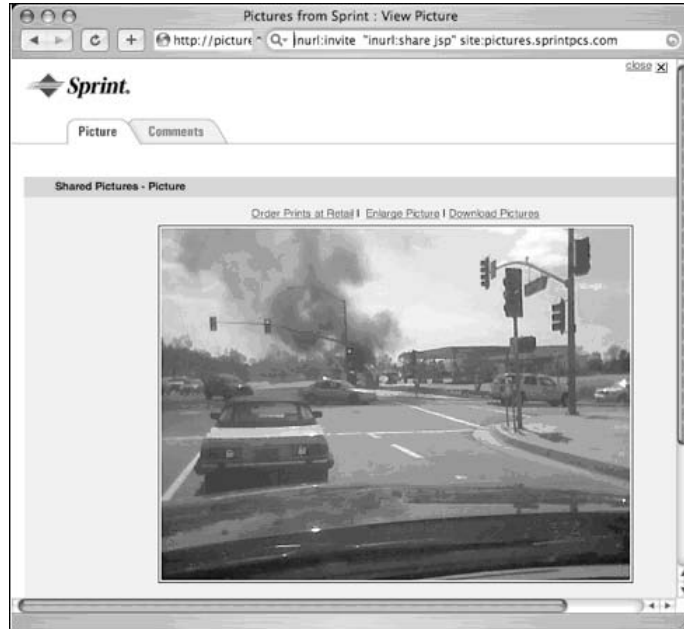 Pictures from Sprint : View Picture
http://picture inurl:invite "inurl:share jsp" site:pictures.sprintpcs.com
close
Sprint.
Picture Comments
Shared Pictures - Picture
Order Prints at Retail I Enlarge Picture I Download Pictures